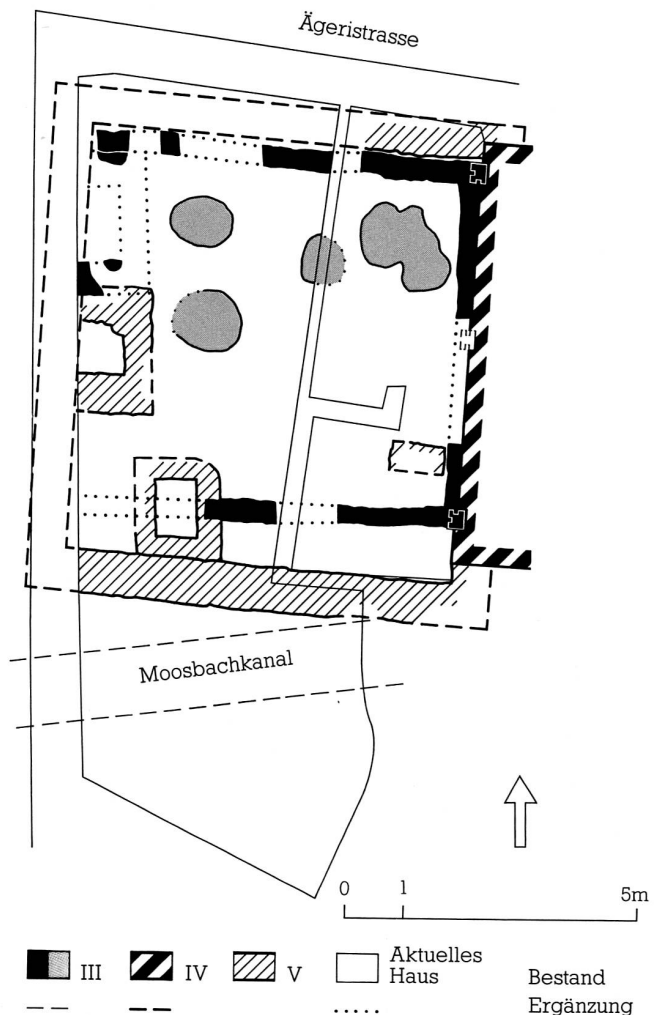 Ägeristrasse
Moosbachkanal
0 1 5m
III IV V Aktuelles Haus Bestand
Ergänzung